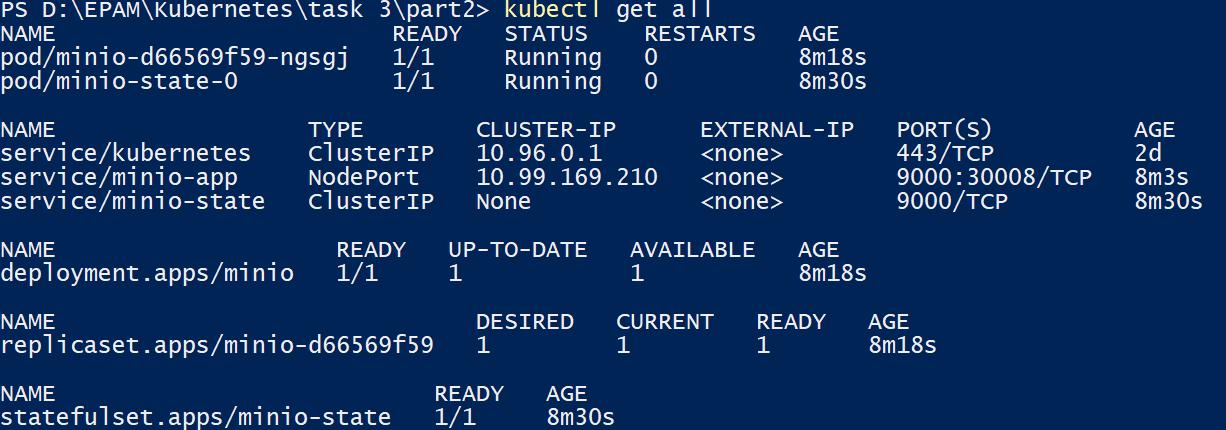 PS D:\EPAM\Kubernetes\task 3\part2> kubectl get all
NAME READY STATUS RESTARTS AGE
pod/minio-d66569f59-ngsgj 1/1 Running 0 8m18s
pod/minio-state-0 1/1 Running 0 8m30s
NAME TYPE CLUSTER-IP EXTERNAL-IP PORT(S) AGE
service/kubernetes ClusterIP 10.96.0.1 <none> 443/TCP 2d
service/minio-app NodePort 10.99.169.210 <none> 9000:30008/TCP 8m3s
service/minio-state ClusterIP None <none> 9000/TCP 8m30s
NAME READY UP-TO-DATE AVAILABLE AGE
deployment.apps/minio 1/1 1 1 8m18s
NAME DESIRED CURRENT READY AGE
replicaset.apps/minio-d66569f59 1 1 1 8m18s
NAME READY AGE
statefulset.apps/minio-state 1/1 8m30s